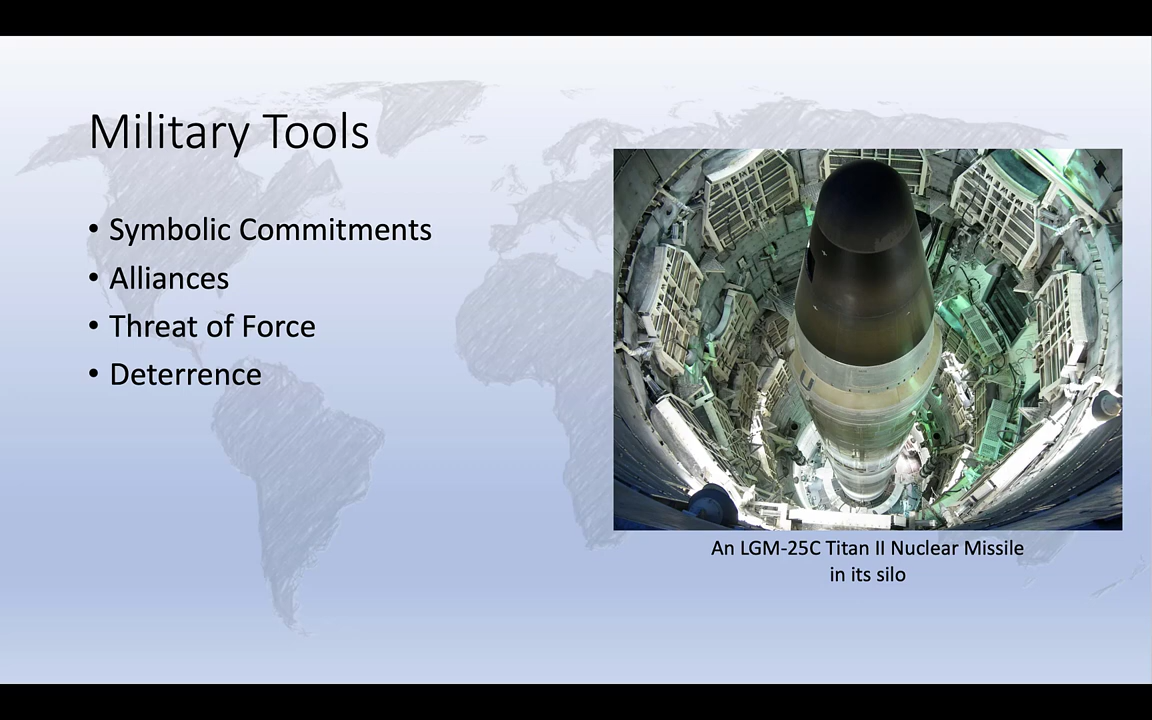 Military Tools
• Symbolic Commitments
• Alliances
• Threat of Force
• Deterrence
An LGM-25C Titan II Nuclear Missile
in its silo